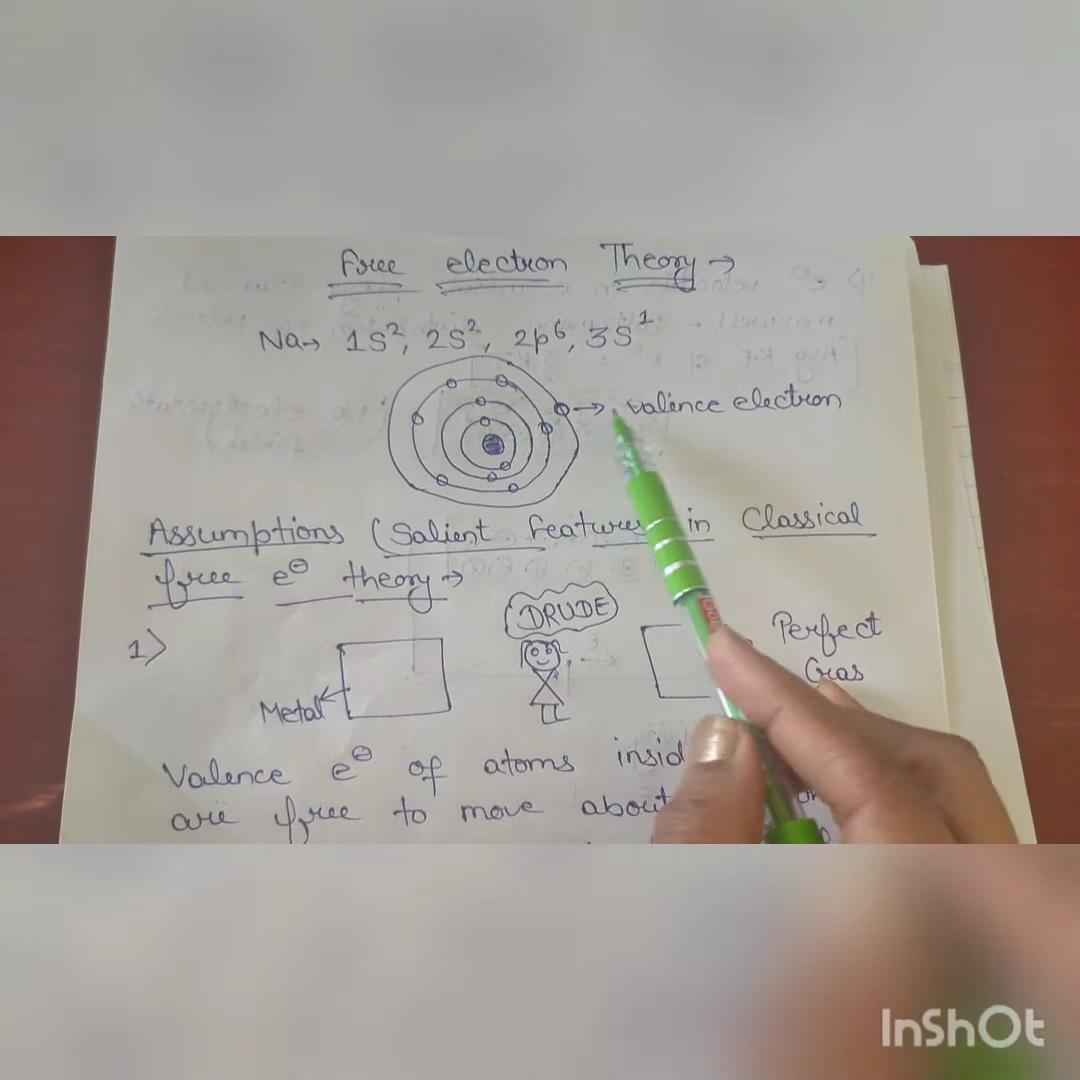 Free electron Theory →
Na→ 1S², 2S², 2p⁶, 3S¹
→ valence electron
Assumptions (Salient features in Classical
free e⊖ theory →
DRUDE
1>
Perfect
Gas
Metal
Valence e⊖ of atoms
are free to move about
InShOt